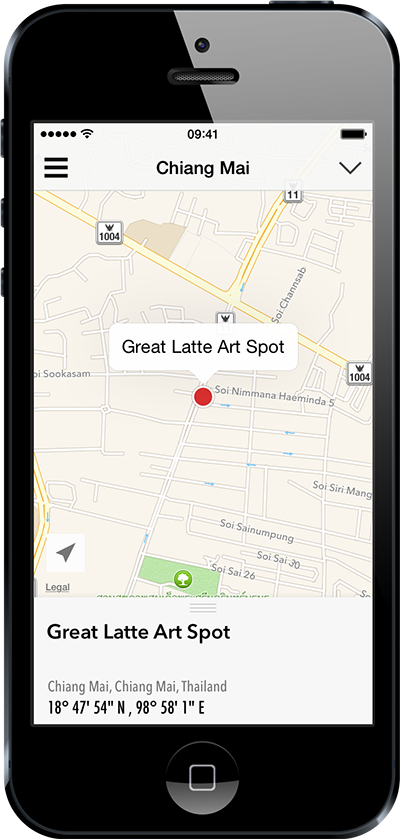 09:41
Chiang Mai
11
1004
Soi Channsab
Great Latte Art Spot
1004
oi Sookasam
Soi Nimmana Haeminda 5
Soi Siri Mang
Soi Sainumpung
Soi Soi 30
Soi Sai 26
Legal
Great Latte Art Spot
Chiang Mai, Chiang Mai, Thailand
18° 47' 54" N , 98° 58' 1" E